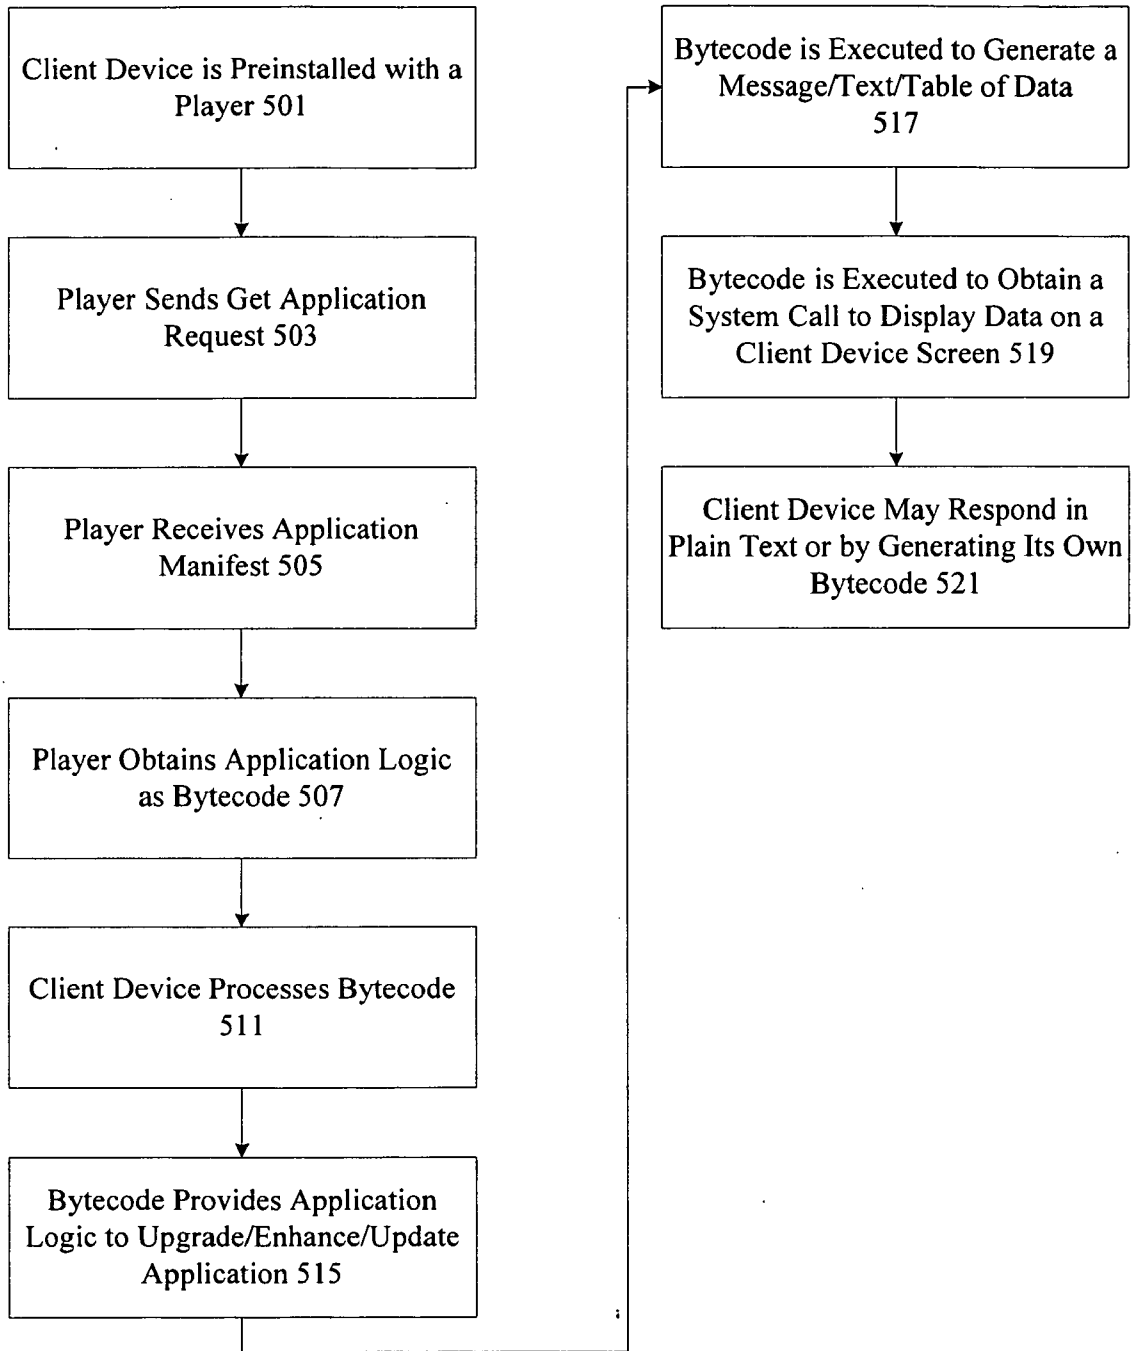 Client Device is Preinstalled with a
Player 501
Player Sends Get Application
Request 503
Player Receives Application
Manifest 505
Player Obtains Application Logic
as Bytecode 507
Client Device Processes Bytecode
511
Bytecode Provides Application
Logic to Upgrade/Enhance/Update
Application 515
Bytecode is Executed to Generate a
Message/Text/Table of Data
517
Bytecode is Executed to Obtain a
System Call to Display Data on a
Client Device Screen 519
Client Device May Respond in
Plain Text or by Generating Its Own
Bytecode 521